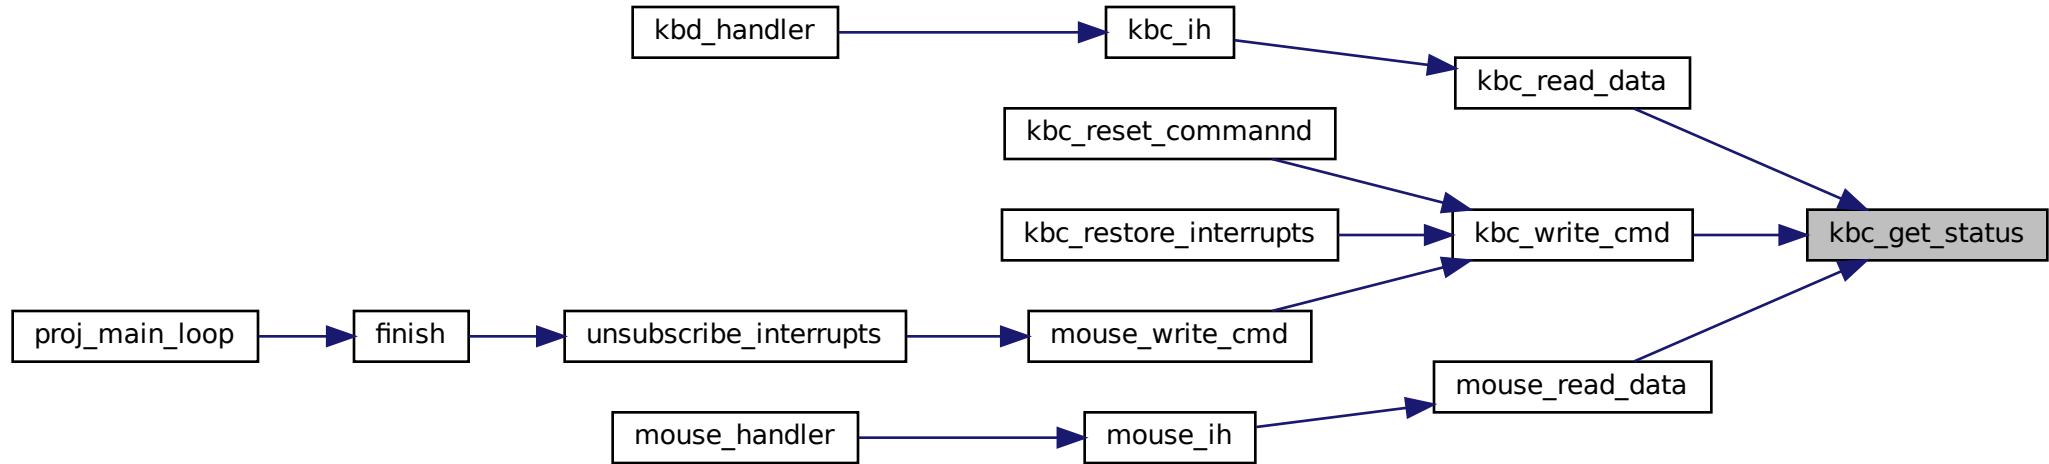 kbd_handler
kbc_ih
kbc_read_data
kbc_reset_commannd
kbc_restore_interrupts
kbc_write_cmd
kbc_get_status
proj_main_loop
finish
unsubscribe_interrupts
mouse_write_cmd
mouse_read_data
mouse_handler
mouse_ih